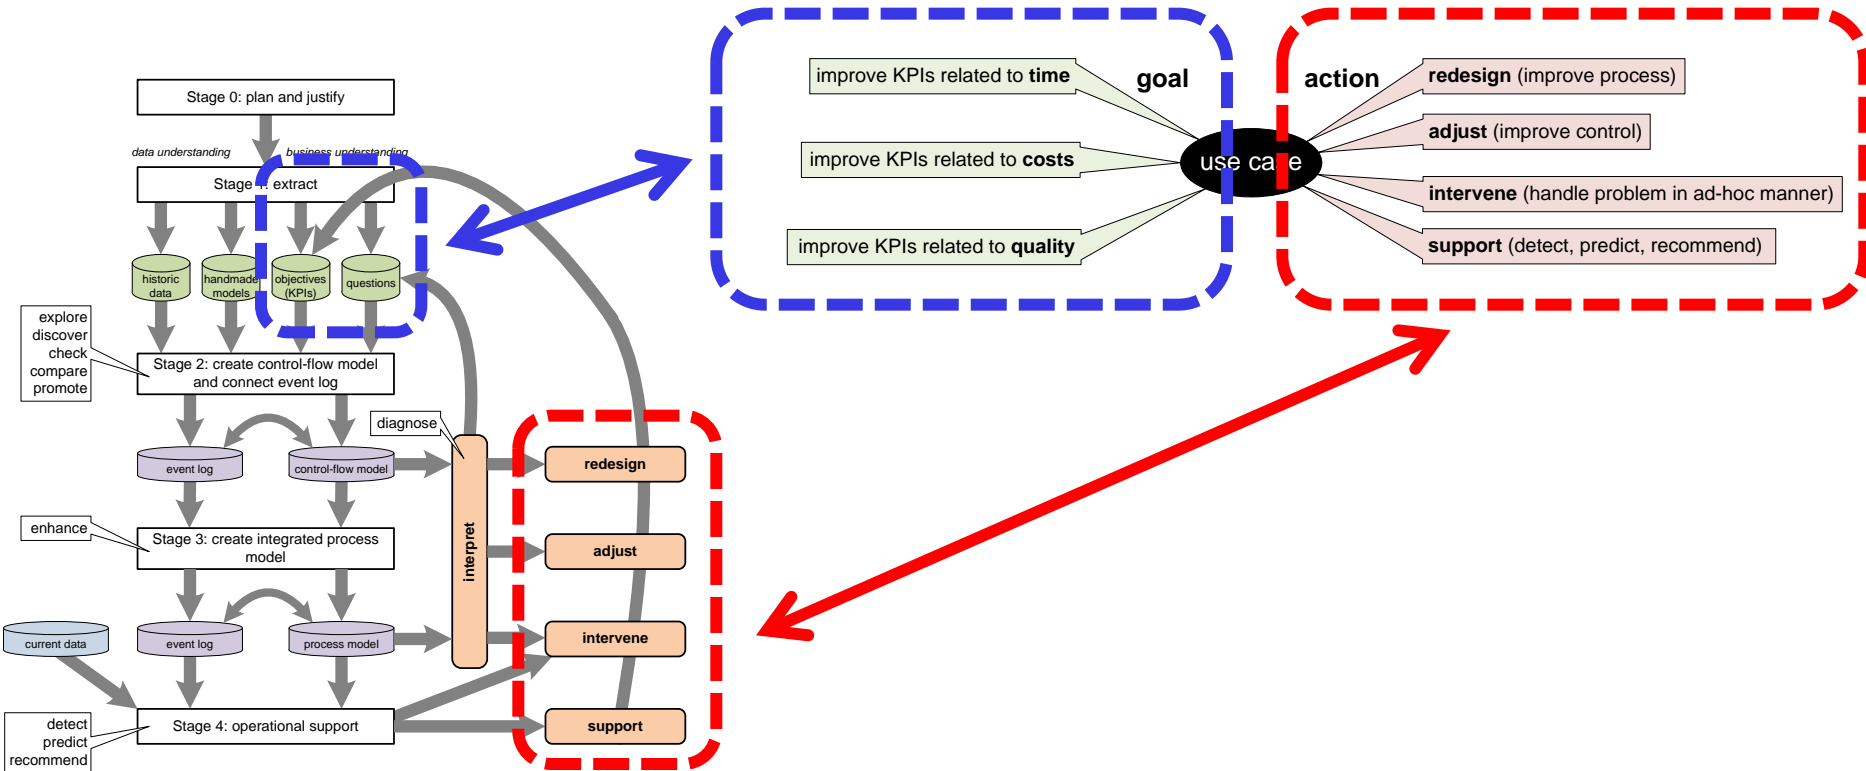 Stage 0: plan and justify
data understanding
business understanding
Stage 1: extract
historic
data
handmade
models
objectives
(KPIs)
questions
explore
discover
check
compare
promote
Stage 2: create control-flow model
and connect event log
event log
control-flow model
diagnose
interpret
enhance
Stage 3: create integrated process
model
current data
event log
process model
detect
predict
recommend
Stage 4: operational support
redesign
adjust
intervene
support
goal
improve KPIs related to time
improve KPIs related to costs
improve KPIs related to quality
use case
action
redesign (improve process)
adjust (improve control)
intervene (handle problem in ad-hoc manner)
support (detect, predict, recommend)